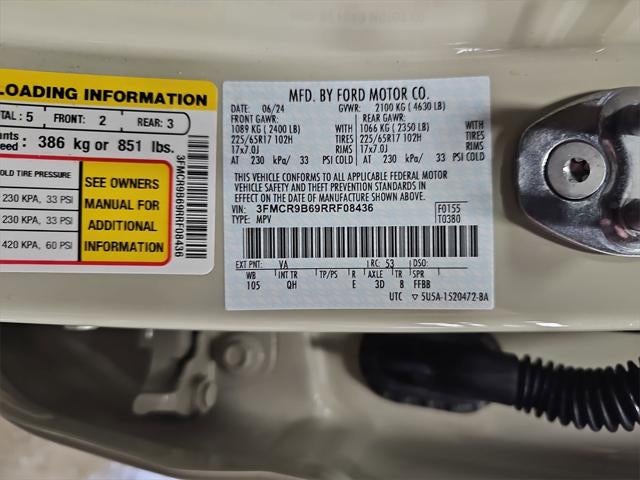 LOADING INFORMATION
TAL: 5 FRONT: 2 REAR: 3
386 kg or 851 lbs.
OLD TIRE PRESSURE
230 KPA, 33 PSI
230 KPA, 33 PSI
420 KPA, 60 PSI
SEE OWNERS
MANUAL FOR
ADDITIONAL
INFORMATION
3FMCR9B69RRF08436
MFD. BY FORD MOTOR CO.
DATE: 06/24 GVWR: 2100 KG ( 4630 LB)
FRONT GAWR: REAR GAWR:
1089 KG ( 2400 LB) WITH 1066 KG ( 2350 LB) WITH
225/65R17 102H TIRES 225/65R17 102H TIRES
17x7.0J RIMS 17x7.0J RIMS
AT 230 kPa/ 33 PSI COLD AT 230 kPa/ 33 PSI COLD
THIS VEHICLE CONFORMS TO ALL APPLICABLE FEDERAL MOTOR
VEHICLE SAFETY AND THEFT PREVENTION STANDARDS IN
EFFECT ON THE DATE OF MANUFACTURE SHOWN ABOVE.
VIN: 3FMCR9B69RRF08436 F0155
TYPE: MPV T0380
EXT PNT: VA RC: 53 DSO:
WB INT TR TP/PS R AXLE TR SPR
105 QH E 3D 8 FFBB
UTC ▽ 5U5A-1520472-BA